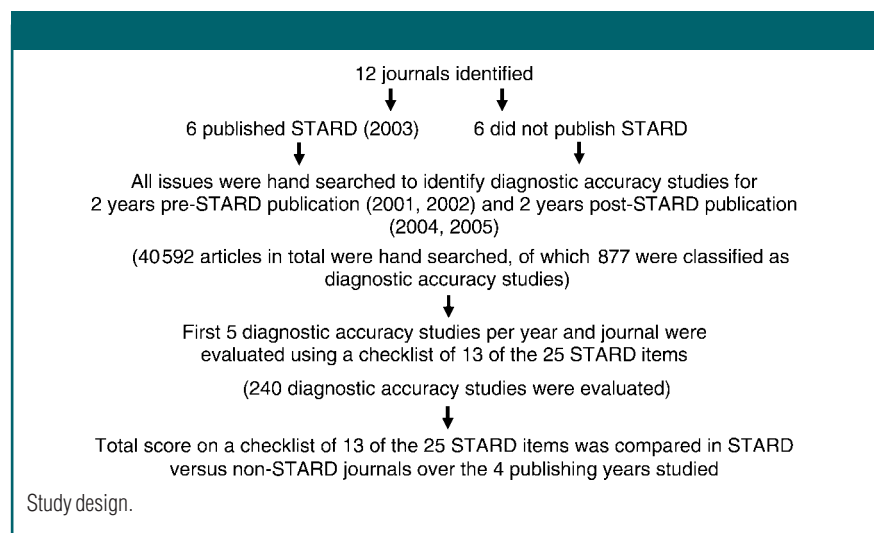 12 journals identified
6 published STARD (2003) 6 did not publish STARD
All issues were hand searched to identify diagnostic accuracy studies for
2 years pre-STARD publication (2001, 2002) and 2 years post-STARD publication
(2004, 2005)
(40 592 articles in total were hand searched, of which 877 were classified as
diagnostic accuracy studies)
First 5 diagnostic accuracy studies per year and journal were
evaluated using a checklist of 13 of the 25 STARD items
(240 diagnostic accuracy studies were evaluated)
Total score on a checklist of 13 of the 25 STARD items was compared in STARD
versus non-STARD journals over the 4 publishing years studied
Study design.